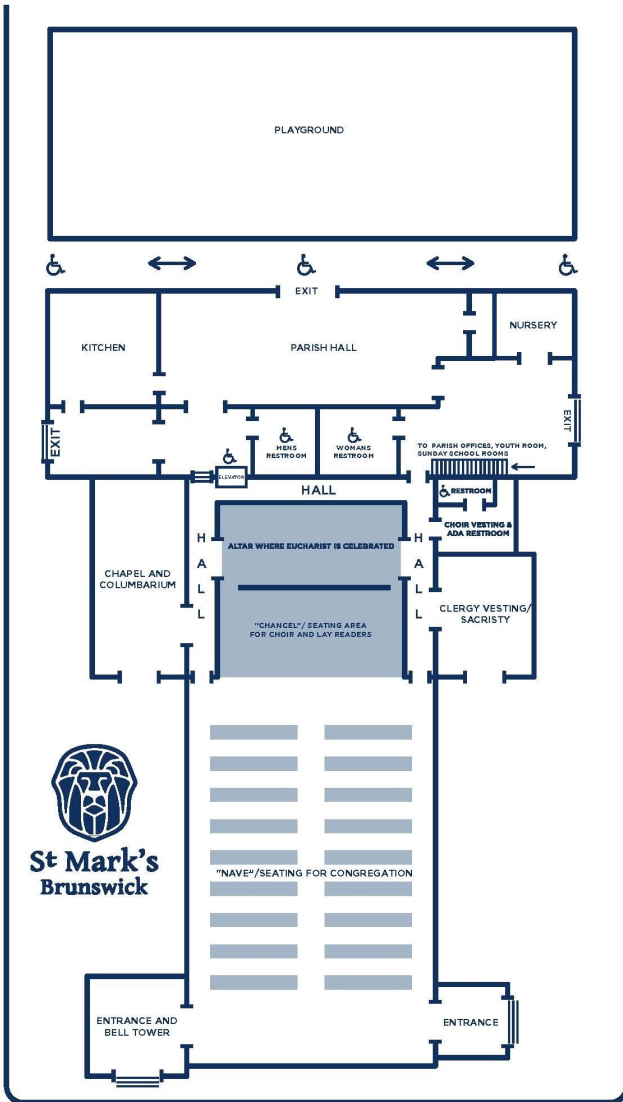 PLAYGROUND
EXIT
KITCHEN
PARISH HALL
NURSERY
EXIT
EXIT
MENS
RESTROOM
WOMANS
RESTROOM
TO PARISH OFFICES, YOUTH ROOM,
SUNDAY SCHOOL ROOMS
ELEVATOR
HALL
RESTROOM
CHOIR VESTING &
ADA RESTROOM
HALL
ALTAR WHERE EUCHARIST IS CELEBRATED
HALL
CHAPEL AND
COLUMBARIUM
"CHANCEL"/ SEATING AREA
FOR CHOIR AND LAY READERS
CLERGY VESTING/
SACRISTY
St Mark's
Brunswick
"NAVE"/SEATING FOR CONGREGATION
ENTRANCE AND
BELL TOWER
ENTRANCE